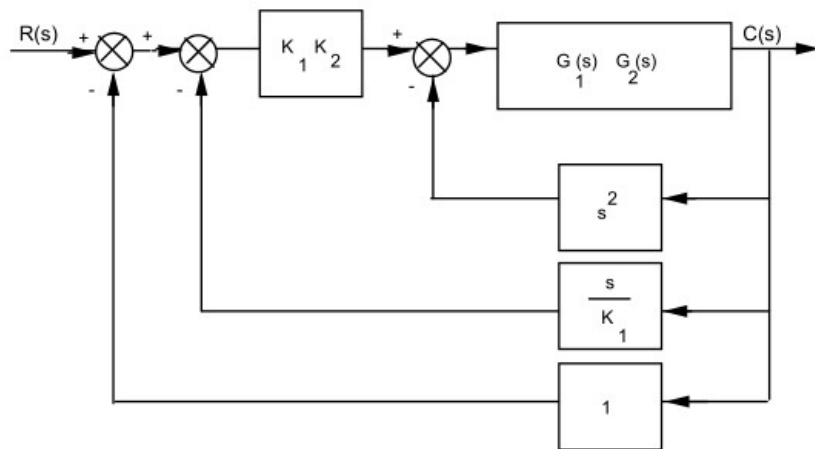 R(s)
+
+
+
-
-
K₁ K₂
+
-
G₁(s) G₂(s)
C(s)
s²
s
K₁
1